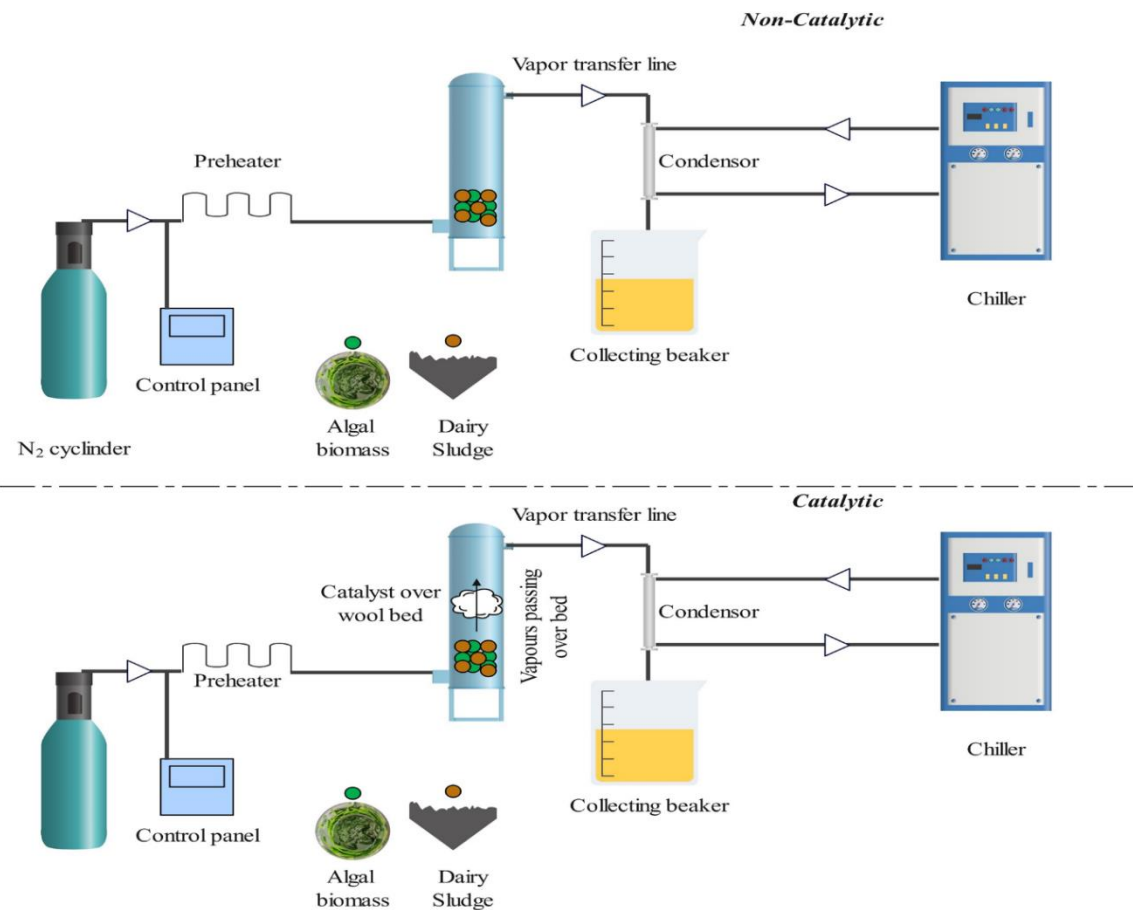 Non-Catalytic
Vapor transfer line
Preheater
Condensor
Chiller
Collecting beaker
Control panel
Algal
biomass
Dairy
Sludge
N₂ cyclinder
Catalytic
Vapor transfer line
Catalyst over
wool bed
Vapours passing
over bed
Condensor
Preheater
Chiller
Collecting beaker
Control panel
Algal
biomass
Dairy
Sludge